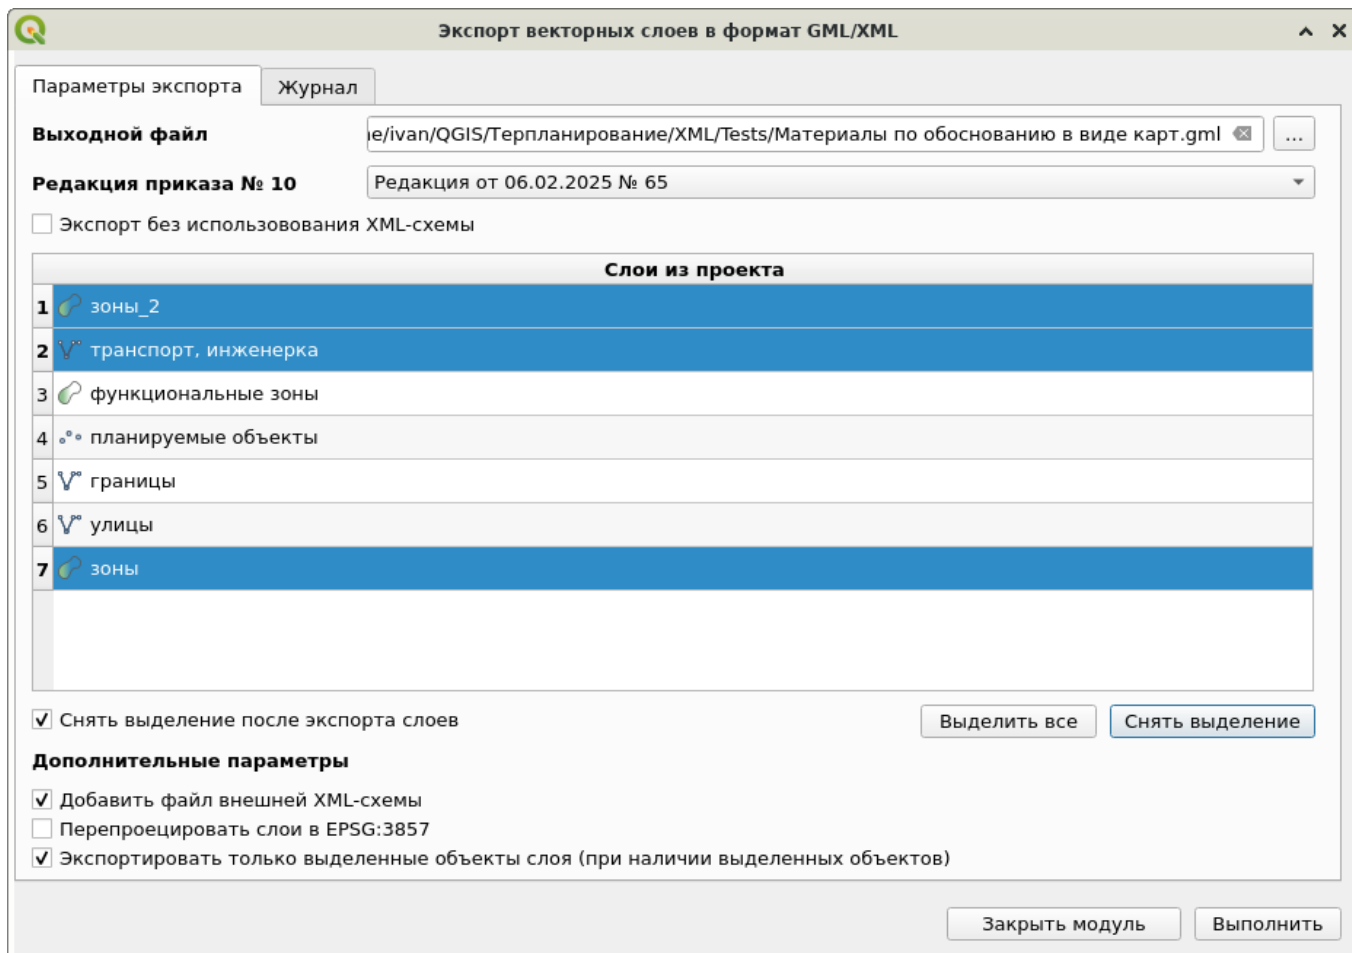 Экспорт векторных слоев в формат GML/XML
Параметры экспорта
Журнал
Выходной файл
ıe/ivan/QGIS/Терпланирование/XML/Tests/Материалы по обоснованию в виде карт.gml
...
Редакция приказа № 10
Редакция от 06.02.2025 № 65
Экспорт без использовования XML-схемы
Слои из проекта
1 зоны_2
2 транспорт, инженерка
3 функциональные зоны
4 планируемые объекты
5 границы
6 улицы
7 зоны
Снять выделение после экспорта слоев
Выделить все
Снять выделение
Дополнительные параметры
Добавить файл внешней XML-схемы
Перепроецировать слои в EPSG:3857
Экспортировать только выделенные объекты слоя (при наличии выделенных объектов)
Закрыть модуль
Выполнить